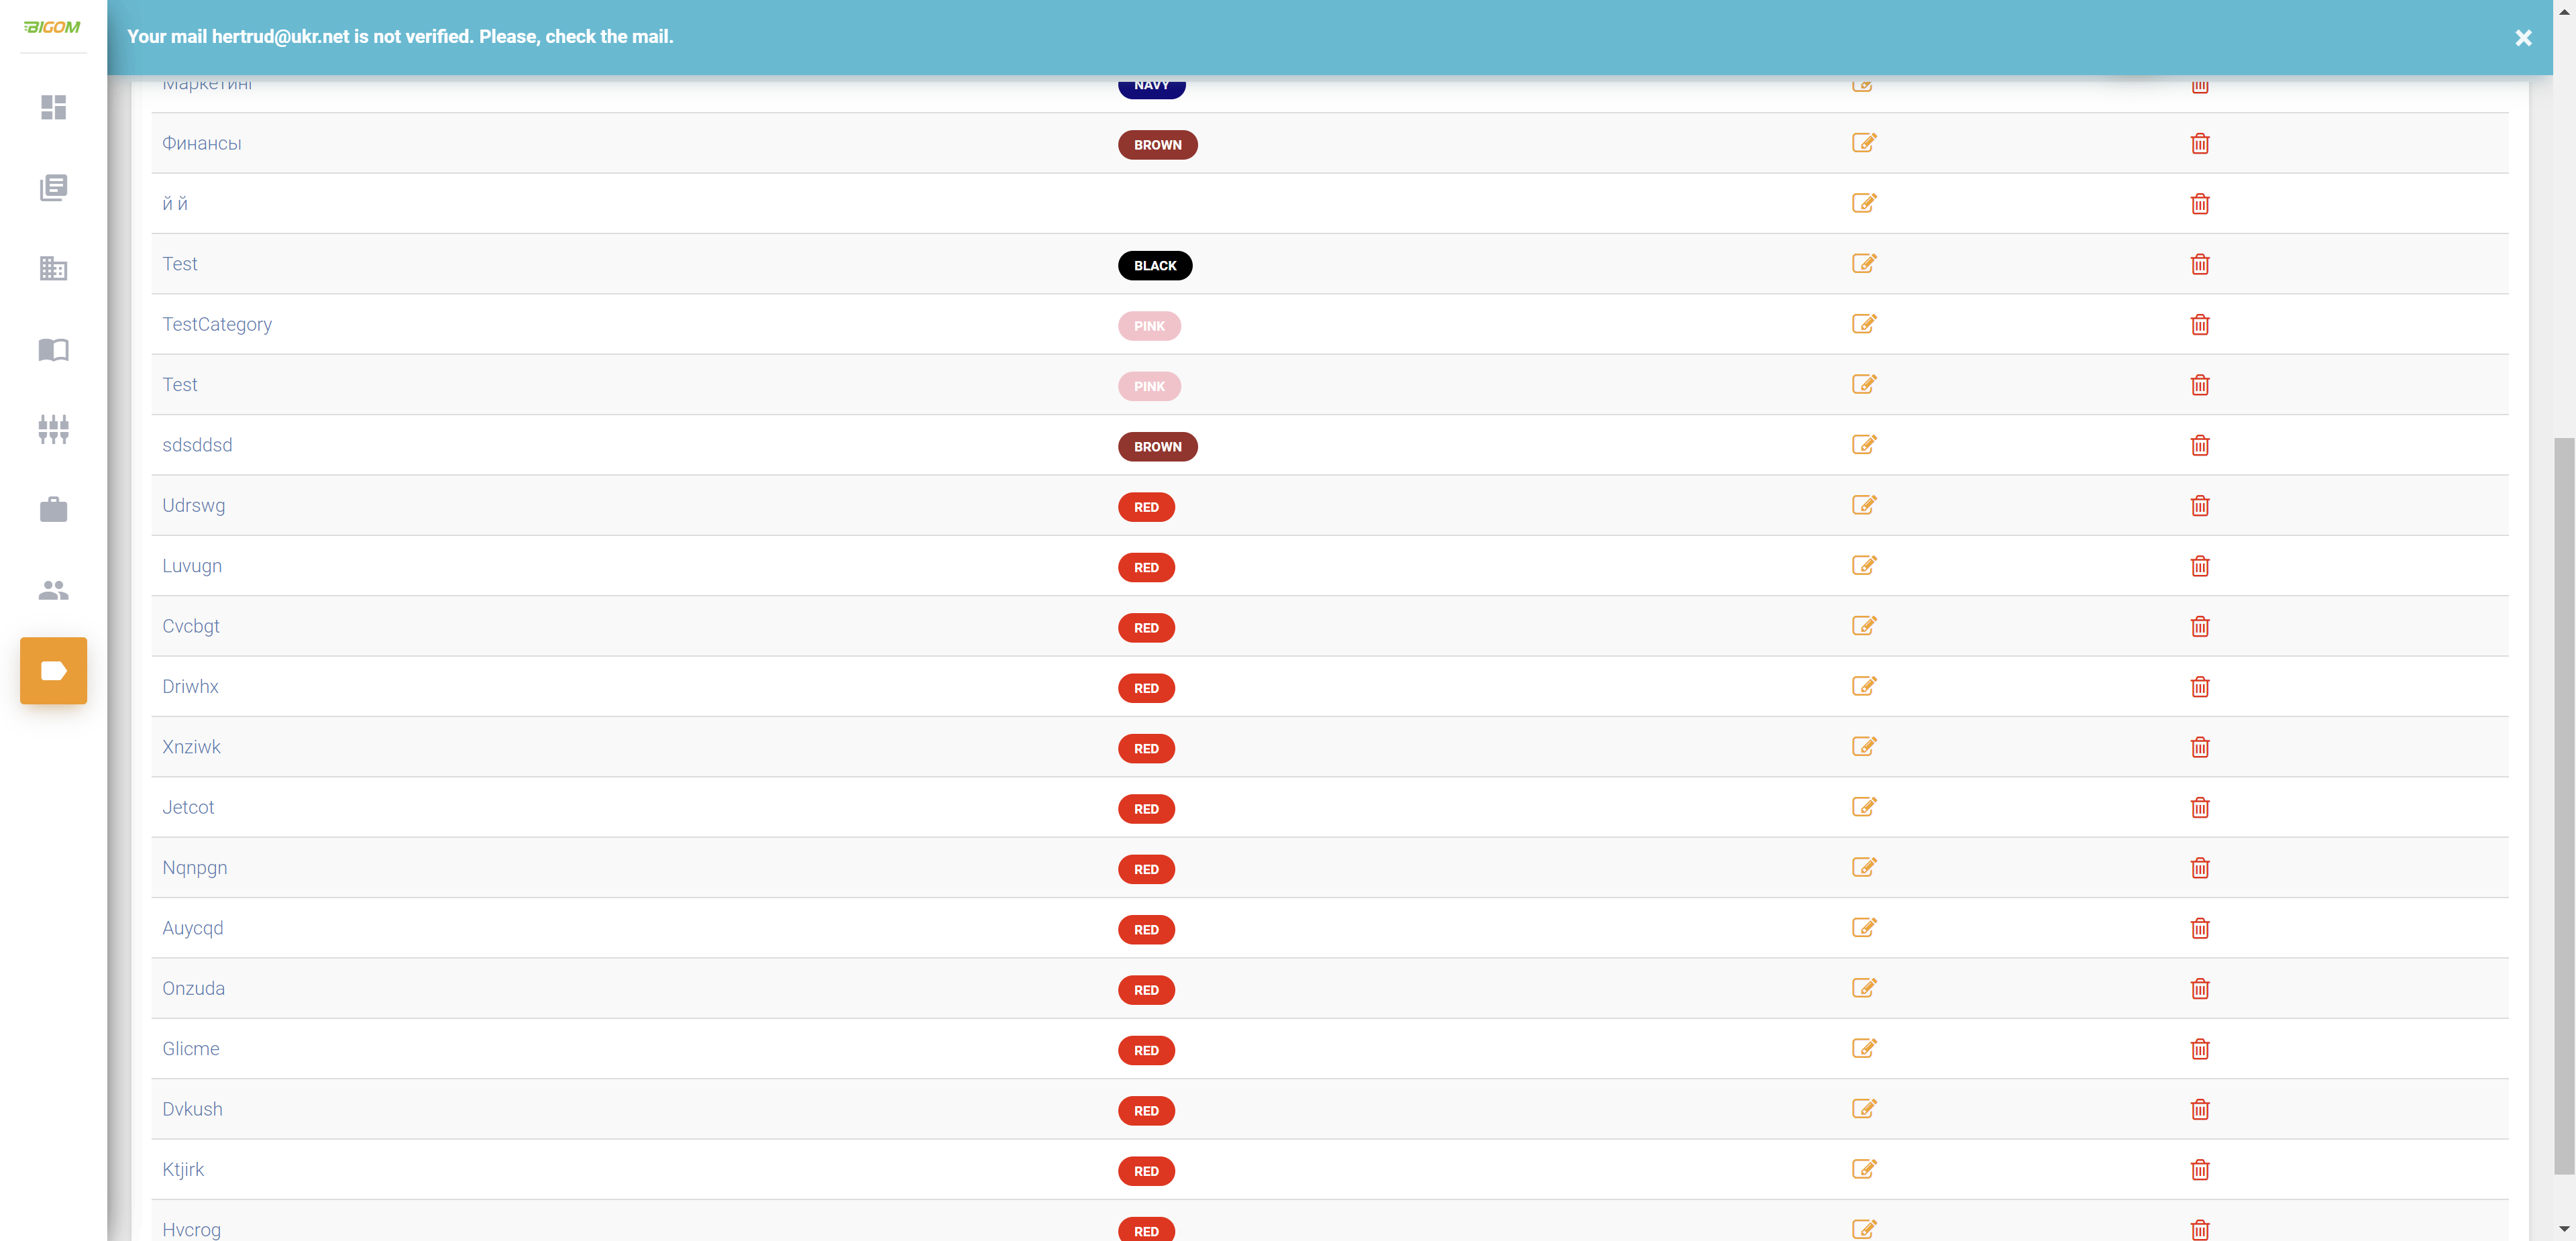 BIGOM
Your mail hertrud@ukr.net is not verified. Please, check the mail.
Маркетинг NAVY
Финансы BROWN
й й
Test BLACK
TestCategory PINK
Test PINK
sdsddsd BROWN
Udrswg RED
Luvugn RED
Cvcbgt RED
Driwhx RED
Xnziwk RED
Jetcot RED
Nqnpgn RED
Auycqd RED
Onzuda RED
Glicme RED
Dvkush RED
Ktjirk RED
Hvcrog RED